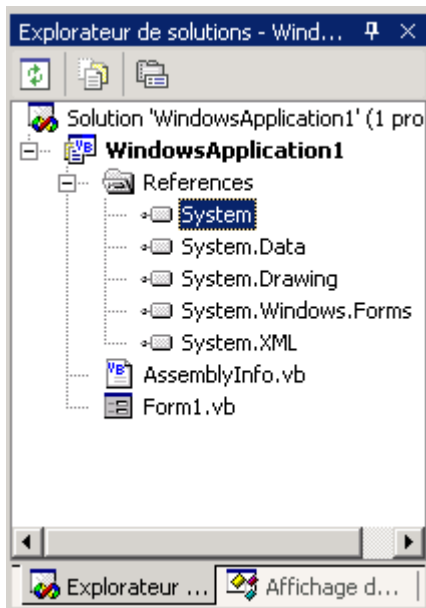 Explorateur de solutions - Wind...
Solution 'WindowsApplication1' (1 pro
WindowsApplication1
References
System
System.Data
System.Drawing
System.Windows.Forms
System.XML
AssemblyInfo.vb
Form1.vb
Explorateur ... Affichage d...